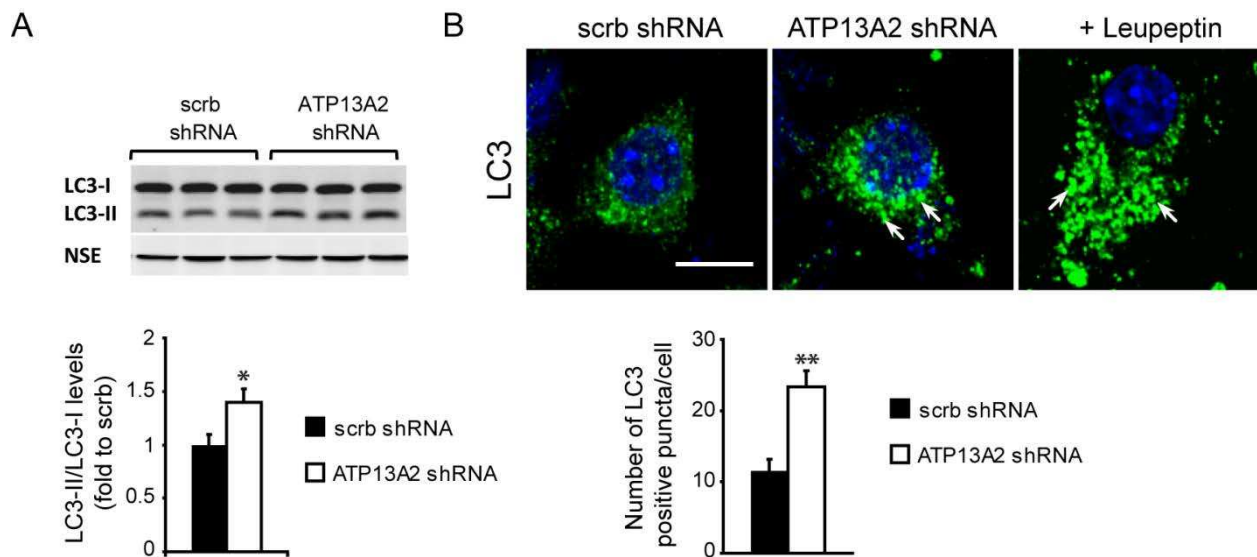 A
scrb
shRNA
ATP13A2
shRNA
LC3-I
LC3-II
NSE
LC3-II/LC3-I levels
(fold to scrb)
2
1.5
1
0.5
0
*
scrb shRNA
ATP13A2 shRNA
B
scrb shRNA
ATP13A2 shRNA
+ Leupeptin
LC3
Number of LC3
positive puncta/cell
30
20
10
0
**
scrb shRNA
ATP13A2 shRNA